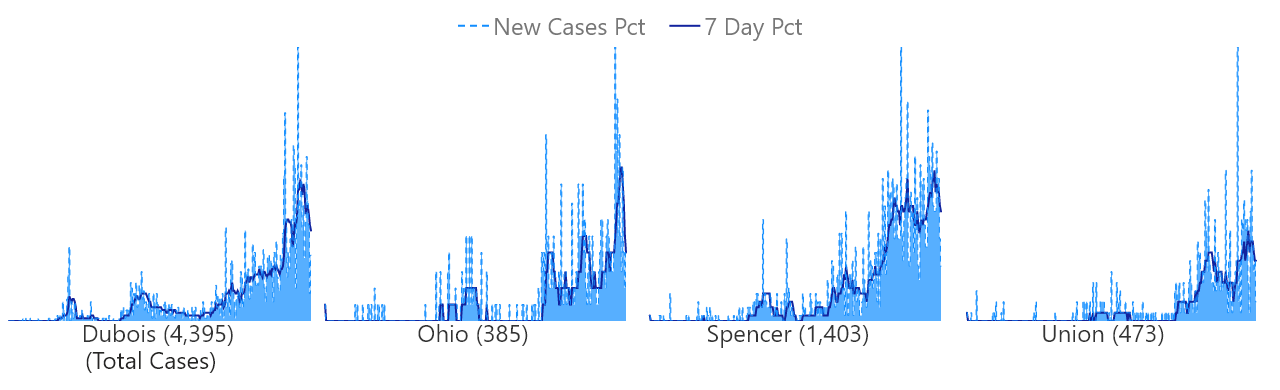 New Cases Pct 7 Day Pct
Dubois (4,395) Ohio (385) Spencer (1,403) Union (473)
(Total Cases)